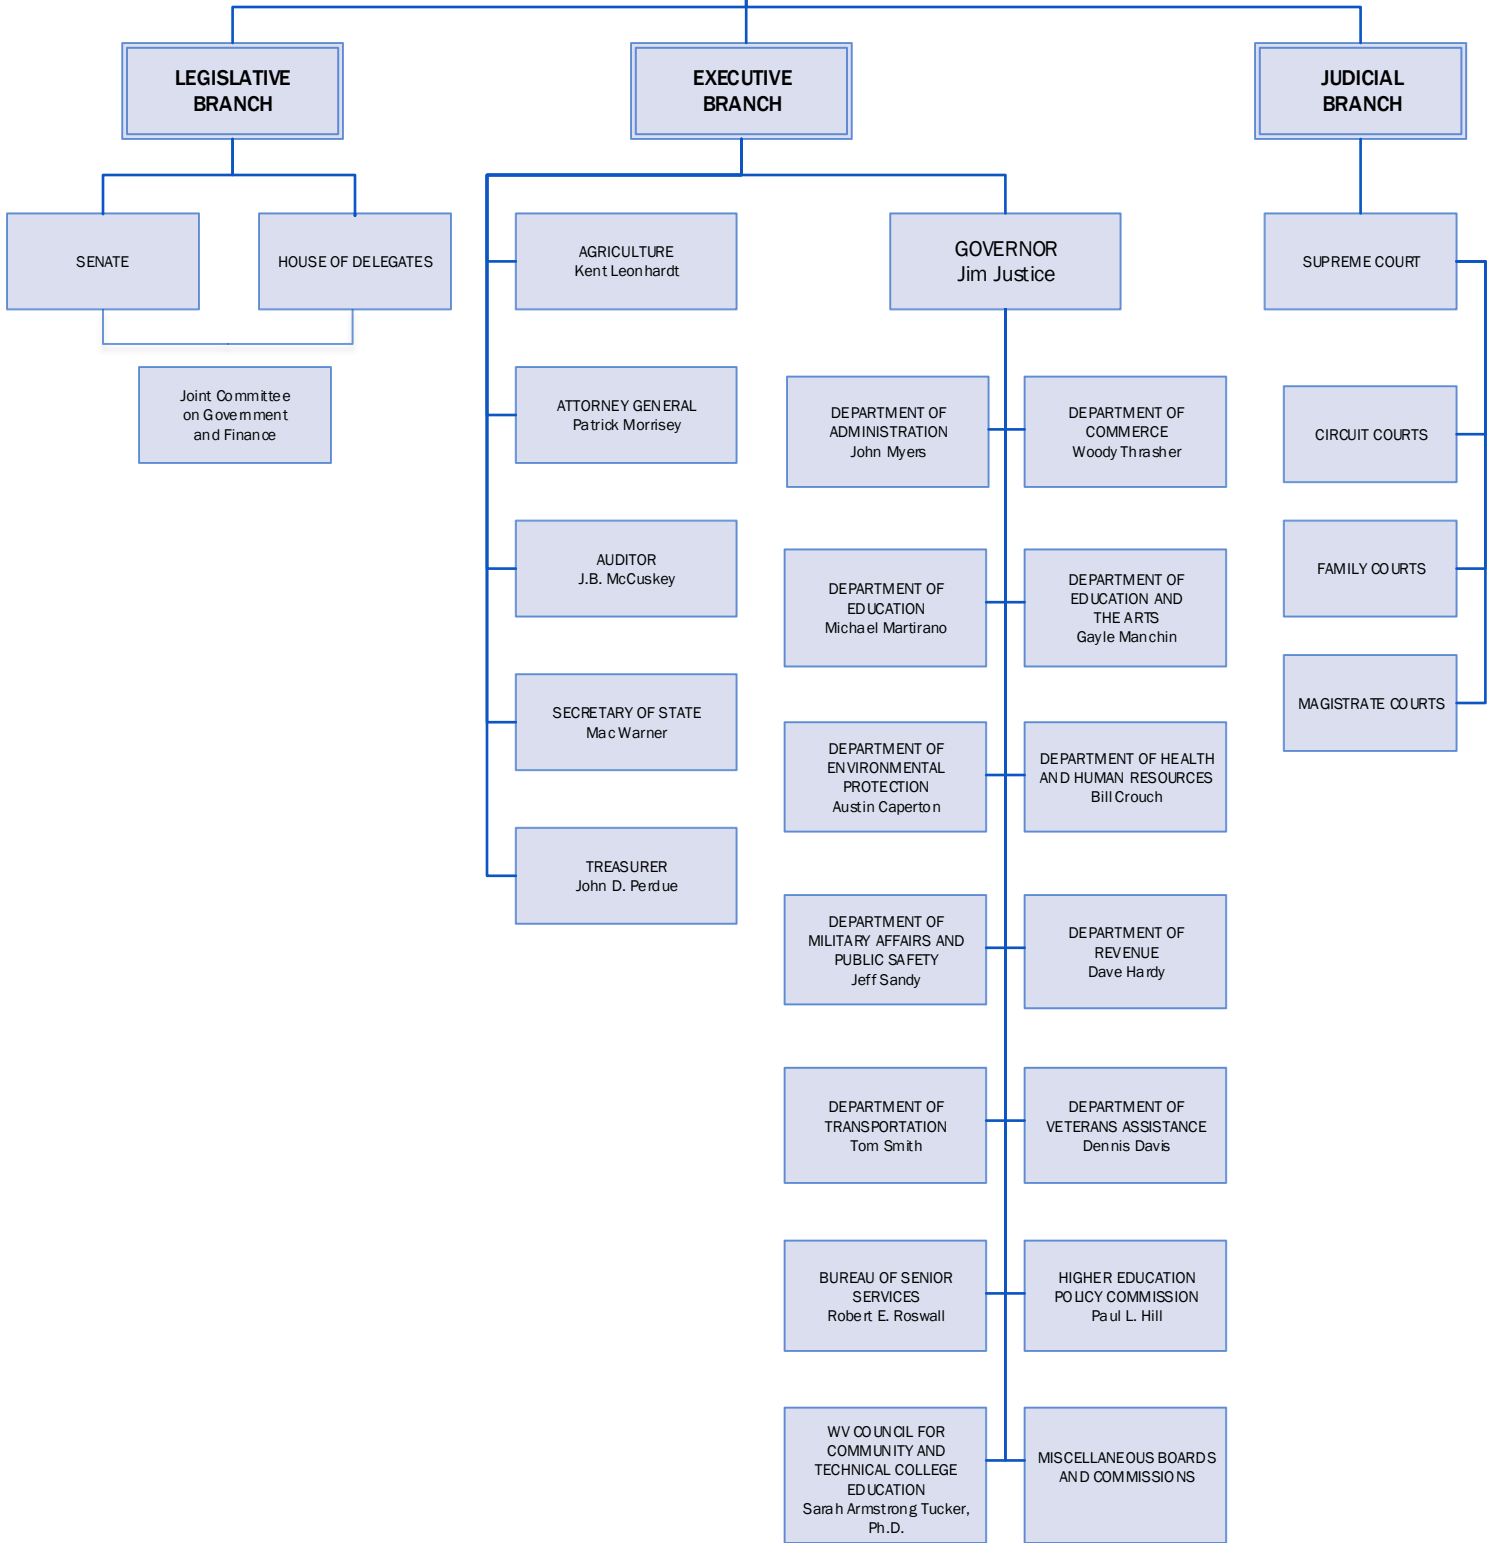 LEGISLATIVE
BRANCH
EXECUTIVE
BRANCH
JUDICIAL
BRANCH
SENATE
HOUSE OF DELEGATES
Joint Committee
on Government
and Finance
AGRICULTURE
Kent Leonhardt
ATTORNEY GENERAL
Patrick Morrisey
AUDITOR
J.B. McCuskey
SECRETARY OF STATE
Mac Warner
TREASURER
John D. Perdue
GOVERNOR
Jim Justice
DEPARTMENT OF
ADMINISTRATION
John Myers
DEPARTMENT OF
COMMERCE
Woody Thrasher
DEPARTMENT OF
EDUCATION
Michael Martirano
DEPARTMENT OF
EDUCATION AND
THE ARTS
Gayle Manchin
DEPARTMENT OF
ENVIRONMENTAL
PROTECTION
Austin Caperton
DEPARTMENT OF HEALTH
AND HUMAN RESOURCES
Bill Crouch
DEPARTMENT OF
MILITARY AFFAIRS AND
PUBLIC SAFETY
Jeff Sandy
DEPARTMENT OF
REVENUE
Dave Hardy
DEPARTMENT OF
TRANSPORTATION
Tom Smith
DEPARTMENT OF
VETERANS ASSISTANCE
Dennis Davis
BUREAU OF SENIOR
SERVICES
Robert E. Roswall
HIGHER EDUCATION
POLICY COMMISSION
Paul L. Hill
WV COUNCIL FOR
COMMUNITY AND
TECHNICAL COLLEGE
EDUCATION
Sarah Armstrong Tucker,
Ph.D.
MISCELLANEOUS BOARDS
AND COMMISSIONS
SUPREME COURT
CIRCUIT COURTS
FAMILY COURTS
MAGISTRATE COURTS